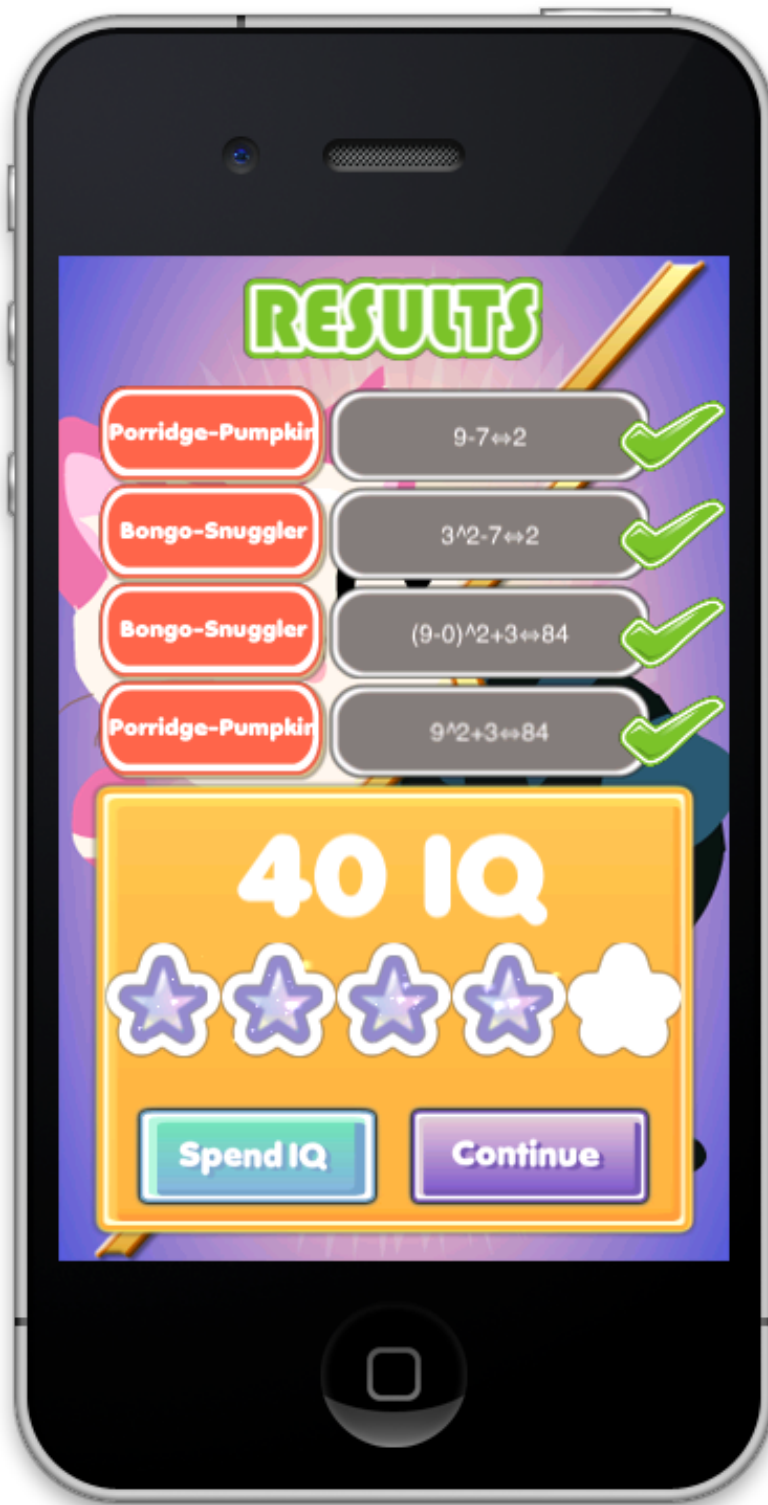 RESULTS
Porridge-Pumpkin 9-7⇔2
Bongo-Snuggler 3^2-7⇔2
Bongo-Snuggler (9-0)^2+3⇔84
Porridge-Pumpkin 9^2+3⇔84
40 IQ
Spend IQ Continue